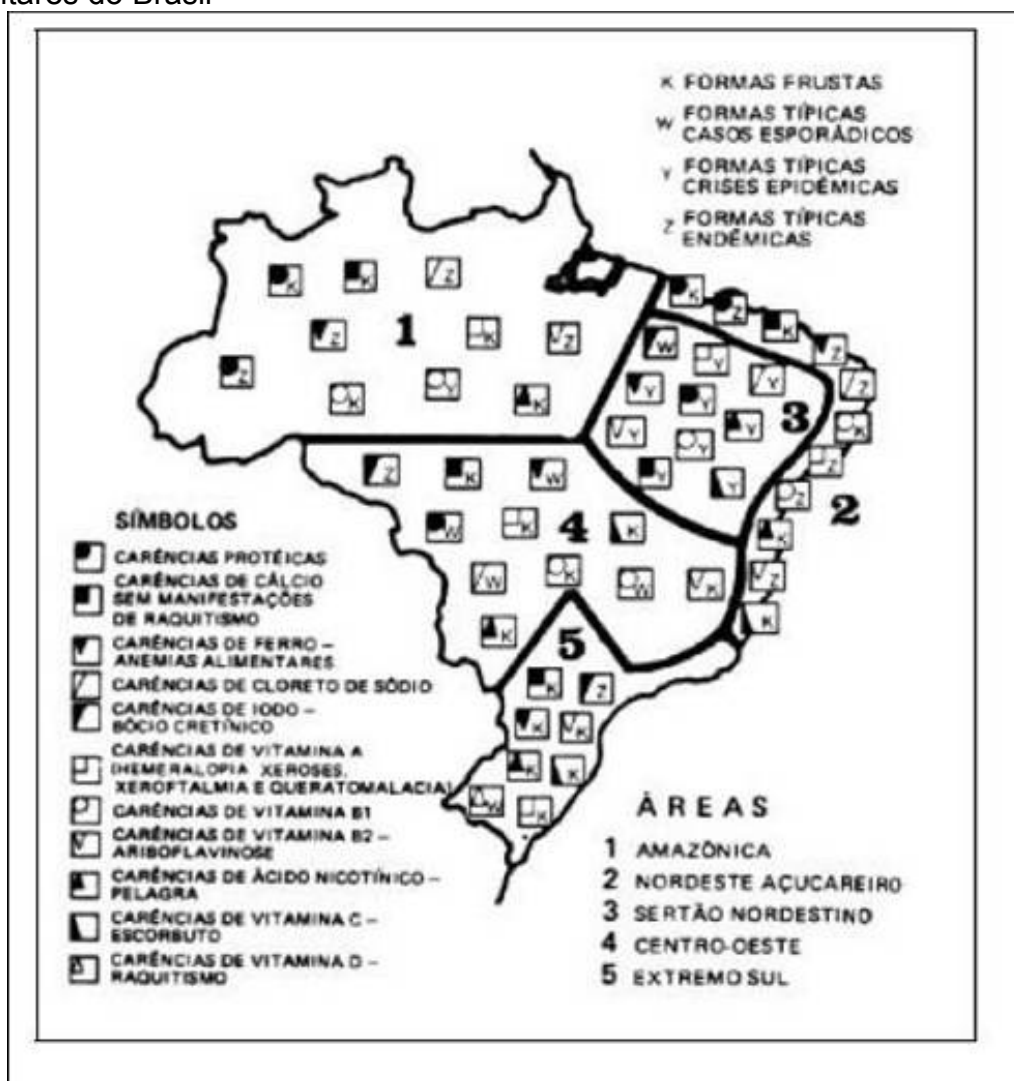 itares do Brasil
K FORMAS FRUSTAS
W FORMAS TÍPICAS
CASOS ESPORÁDICOS
Y FORMAS TÍPICAS
CRISES EPIDÊMICAS
Z FORMAS TÍPICAS
ENDÊMICAS
K K Z
Z 1 K Z
Z K Y K
K Z K Z Z K Z Z K Z K
2
W Y Y
Y Y Y 3
Y Y
Y Y
Z K W
W K 4 K
W K W K
K
5
K Z
K K
K K
W K
SÍMBOLOS
CARÊNCIAS PROTÉICAS
CARÊNCIAS DE CÁLCIO
SEM MANIFESTAÇÕES
DE RAQUITISMO
CARÊNCIAS DE FERRO –
ANEMIAS ALIMENTARES
CARÊNCIAS DE CLORETO DE SÓDIO
CARÊNCIAS DE IODO –
BÓCIO CRETÍNICO
CARÊNCIAS DE VITAMINA A
(HEMERALOPIA XEROSES,
XEROFTALMIA E QUERATOMALACIA)
CARÊNCIAS DE VITAMINA B1
CARÊNCIAS DE VITAMINA B2 –
ARIBOFLAVINOSE
CARÊNCIAS DE ÁCIDO NICOTÍNICO –
PELAGRA
CARÊNCIAS DE VITAMINA C –
ESCORBUTO
CARÊNCIAS DE VITAMINA D –
RAQUITISMO
ÁREAS
1 AMAZÔNICA
2 NORDESTE AÇUCAREIRO
3 SERTÃO NORDESTINO
4 CENTRO-OESTE
5 EXTREMO SUL